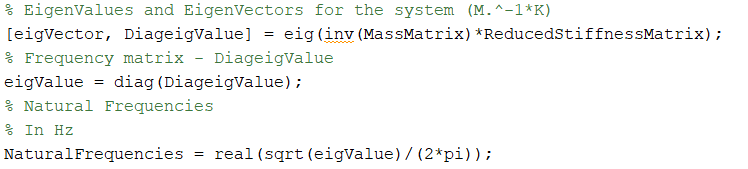 % EigenValues and EigenVectors for the system (M.^-1*K)
[eigVector, DiageigValue] = eig(inv(MassMatrix)*ReducedStiffnessMatrix);
% Frequency matrix - DiageigValue
eigValue = diag(DiageigValue);
% Natural Frequencies
% In Hz
NaturalFrequencies = real(sqrt(eigValue)/(2*pi));